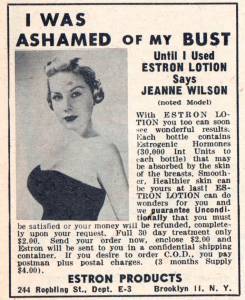 I WAS
ASHAMED OF MY BUST
Until I Used
ESTRON LOTION
Says
JEANNE WILSON
(noted Model)
With ESTRON LO-
TION you too can soon
see wonderful results.
Each bottle contains
Estrogenic Hormones
(30,000 Int Units to
each bottle) that may
be absorbed by the skin
of the breasts, Smooth-
er, Healthier skin can
be yours at last! ES-
TRON LOTION can do
wonders for you and
we guarantee Uncondi-
tionally that you must
be satisfied or your money will be refunded, complete-
ly upon your request. Full 30 day treatment only
$2.00. Send your order now, enclose $2.00 and
Estron will be sent to you in a confidential shipping
container. If you desire to order C.O.D., you pay
postman plus postal charges. (3 months Supply
$4.00).
ESTRON PRODUCTS
244 Roebling St., Dept. E-3 Brooklyn 11, N. Y.